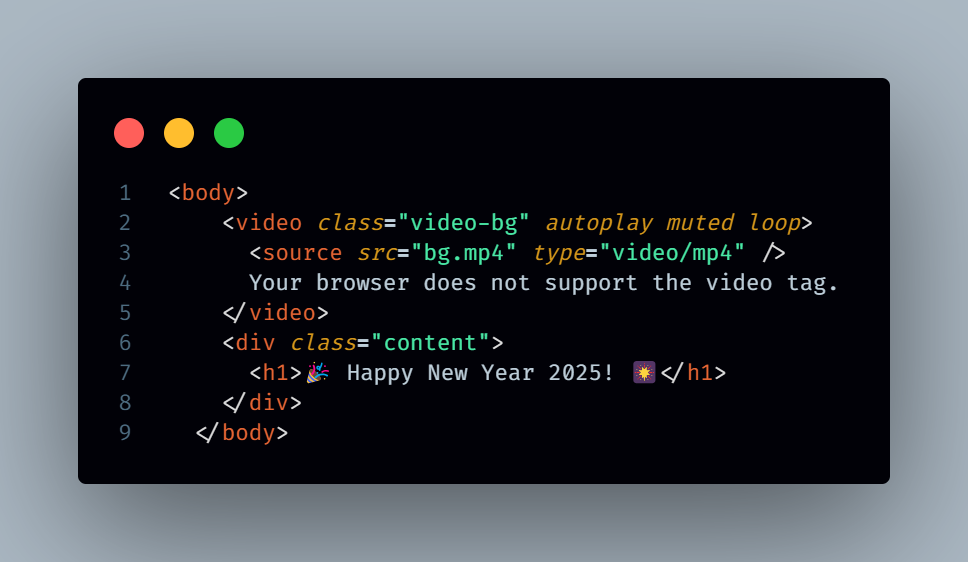 1 <body>
2 <video class="video-bg" autoplay muted loop>
3 <source src="bg.mp4" type="video/mp4" />
4 Your browser does not support the video tag.
5 </video>
6 <div class="content">
7 <h1>🎉 Happy New Year 2025! 🎇</h1>
8 </div>
9 </body>